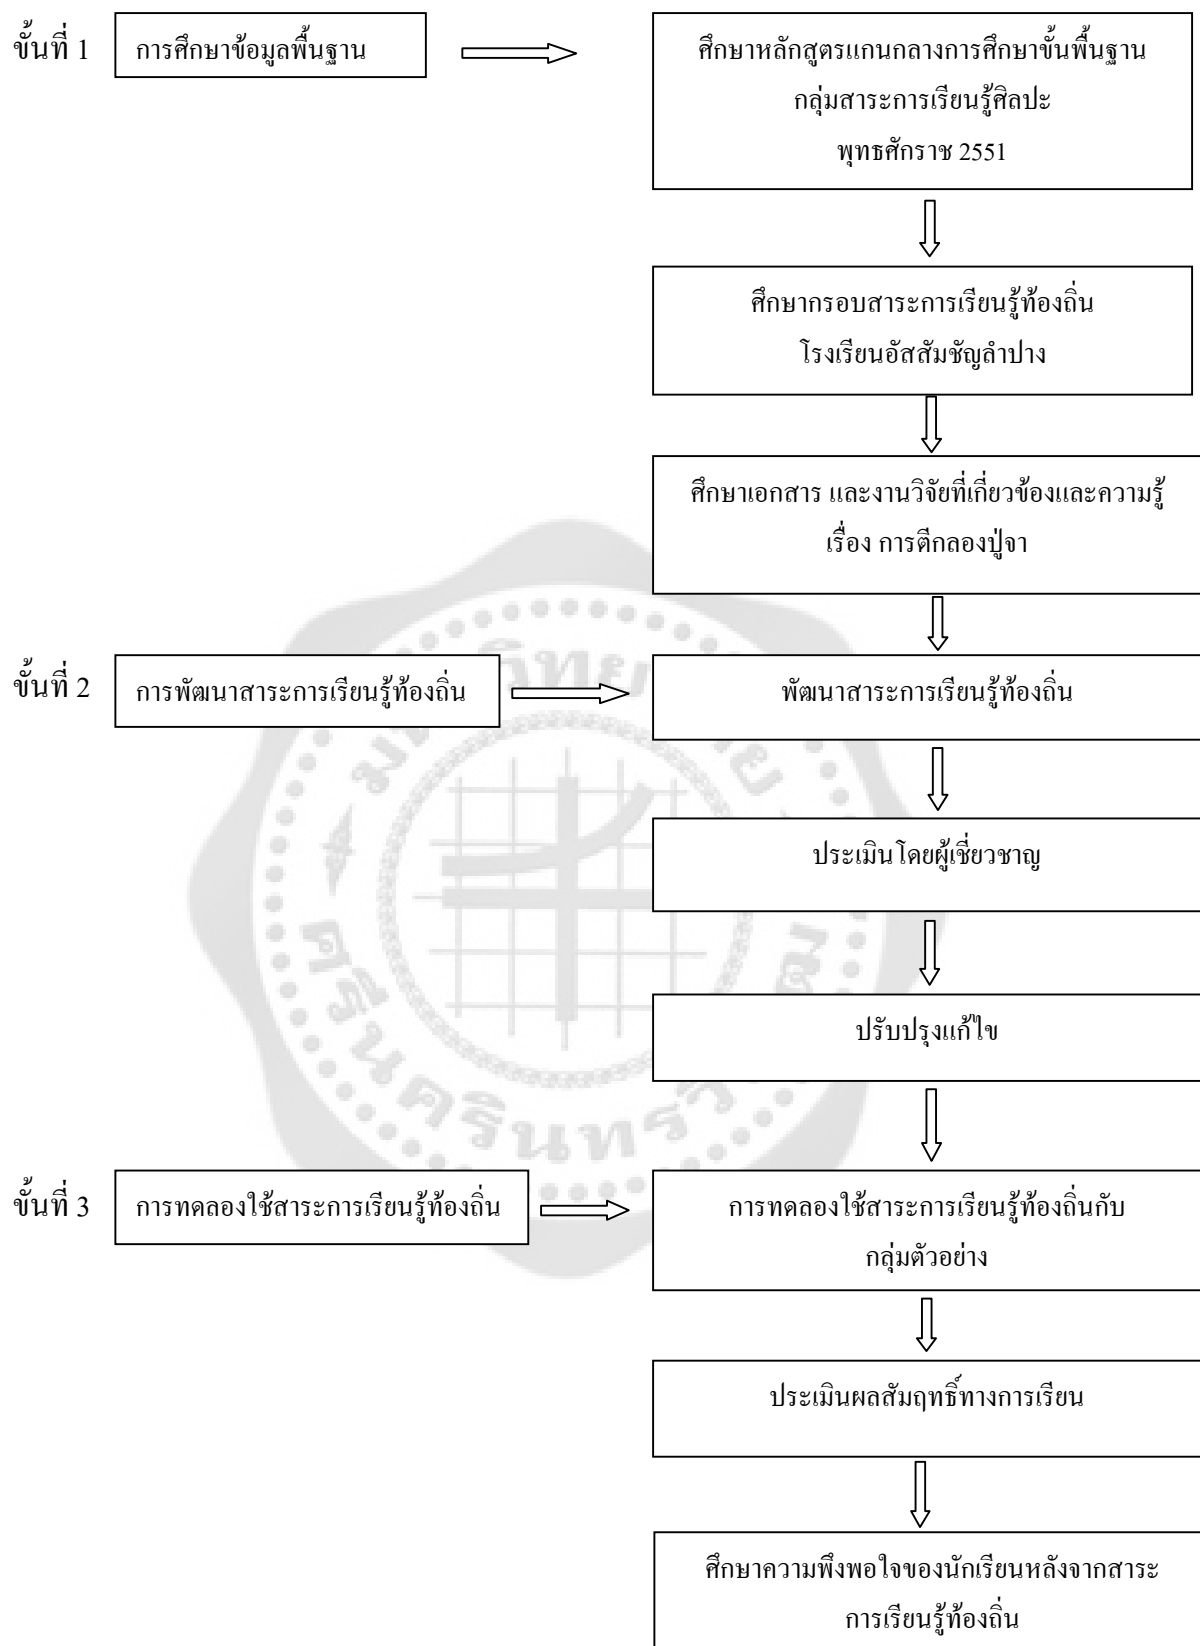 ขั้นที่ 1
การศึกษาข้อมูลพื้นฐาน
ศึกษาหลักสูตรแกนกลางการศึกษาขั้นพื้นฐาน
กลุ่มสาระการเรียนรู้ศิลปะ
พุทธศักราช 2551
ศึกษากรอบสาระการเรียนรู้ท้องถิ่น
โรงเรียนอัสสัมชัญลำปาง
ศึกษาเอกสาร และงานวิจัยที่เกี่ยวข้องและความรู้
เรื่อง การตีกลองปู่จา
ขั้นที่ 2
การพัฒนาสาระการเรียนรู้ท้องถิ่น
พัฒนาสาระการเรียนรู้ท้องถิ่น
ประเมินโดยผู้เชี่ยวชาญ
ปรับปรุงแก้ไข
ขั้นที่ 3
การทดลองใช้สาระการเรียนรู้ท้องถิ่น
การทดลองใช้สาระการเรียนรู้ท้องถิ่นกับ
กลุ่มตัวอย่าง
ประเมินผลสัมฤทธิ์ทางการเรียน
ศึกษาความพึงพอใจของนักเรียนหลังจากสาระ
การเรียนรู้ท้องถิ่น